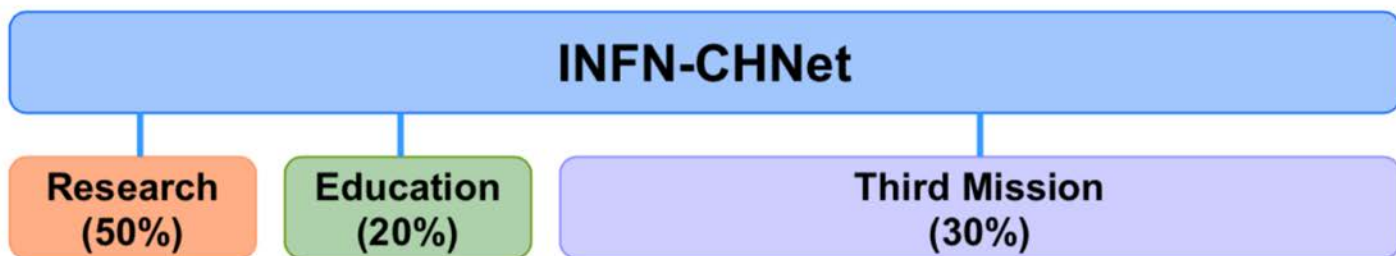 INFN-CHNet
Research
(50%)
Education
(20%)
Third Mission
(30%)